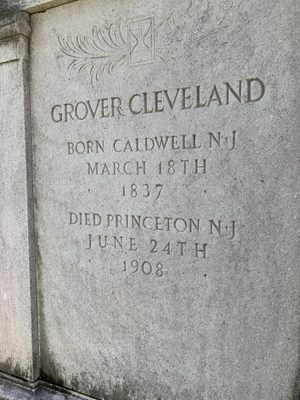 GROVER CLEVELAND
BORN CALDWELL N·J
MARCH 18TH
· 1837 ·
DIED PRINCETON N·J
JUNE 24TH
· 1908 ·